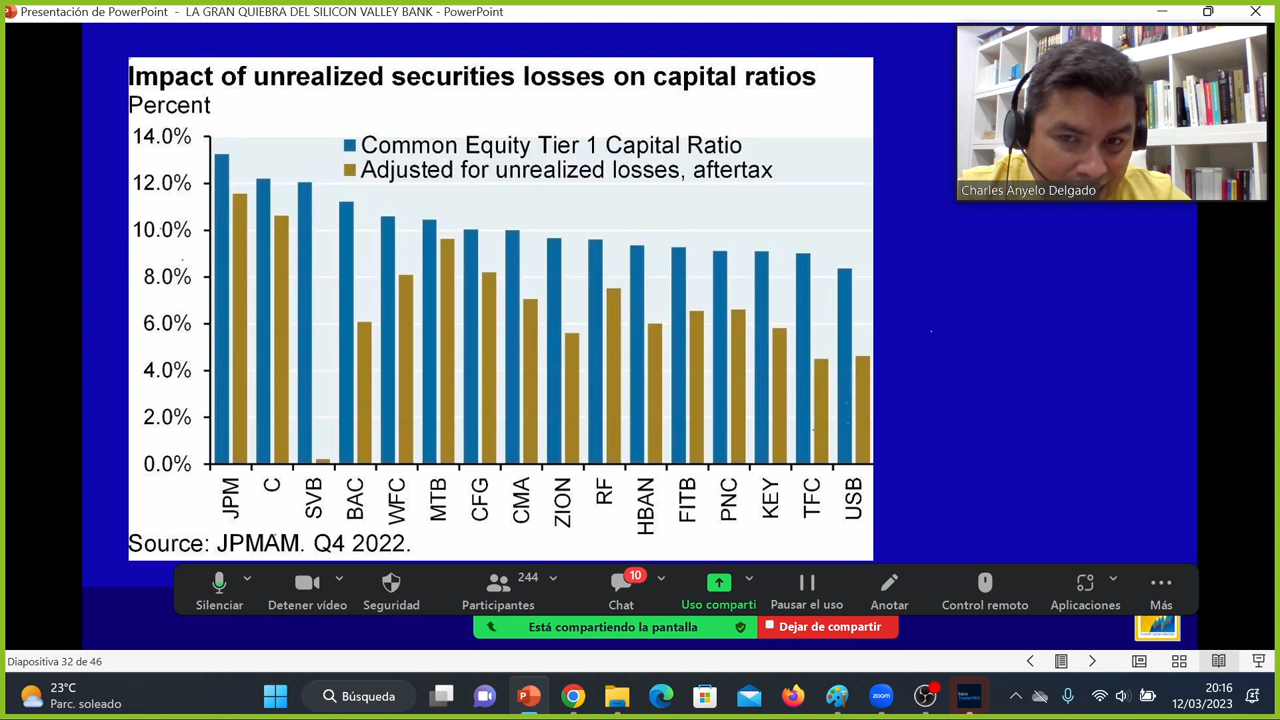 Presentación de PowerPoint - LA GRAN QUIEBRA DEL SILICON VALLEY BANK - PowerPoint
Impact of unrealized securities losses on capital ratios
Percent
14.0%
12.0%
10.0%
8.0%
6.0%
4.0%
2.0%
0.0%
Common Equity Tier 1 Capital Ratio
Adjusted for unrealized losses, aftertax
JPM
C
SVB
BAC
WFC
MTB
CFG
CMA
ZION
RF
HBAN
FITB
PNC
KEY
TFC
USB
Source: JPMAM. Q4 2022.
Charles Anyelo Delgado
Silenciar
Detener vídeo
Seguridad
244
Participantes
10
Chat
Uso comparti
Pausar el uso
Anotar
Control remoto
Aplicaciones
Más
Está compartiendo la pantalla
Dejar de compartir
Diapositiva 32 de 46
23°C
Parc. soleado
Búsqueda
zoom
20:16
12/03/2023